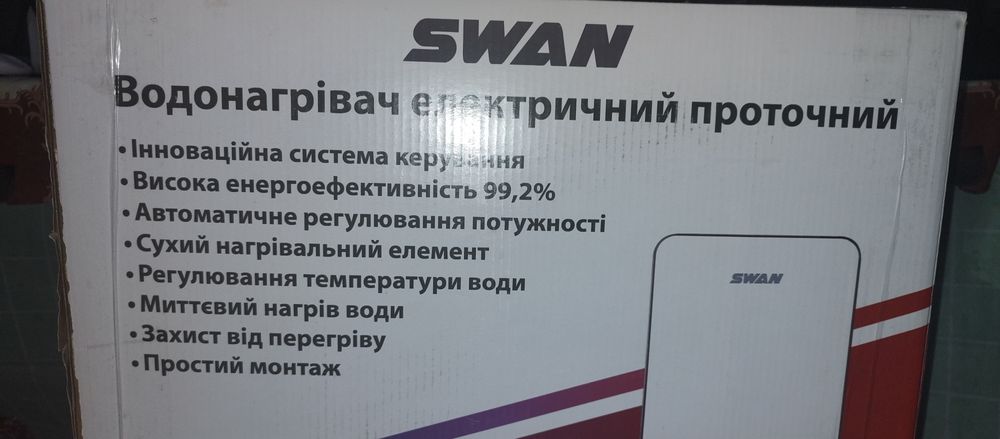 SWAN
Водонагрівач електричний проточний
• Інноваційна система керування
• Висока енергоефективність 99,2%
• Автоматичне регулювання потужності
• Сухий нагрівальний елемент
• Регулювання температури води
• Миттєвий нагрів води
• Захист від перегріву
• Простий монтаж
SWAN